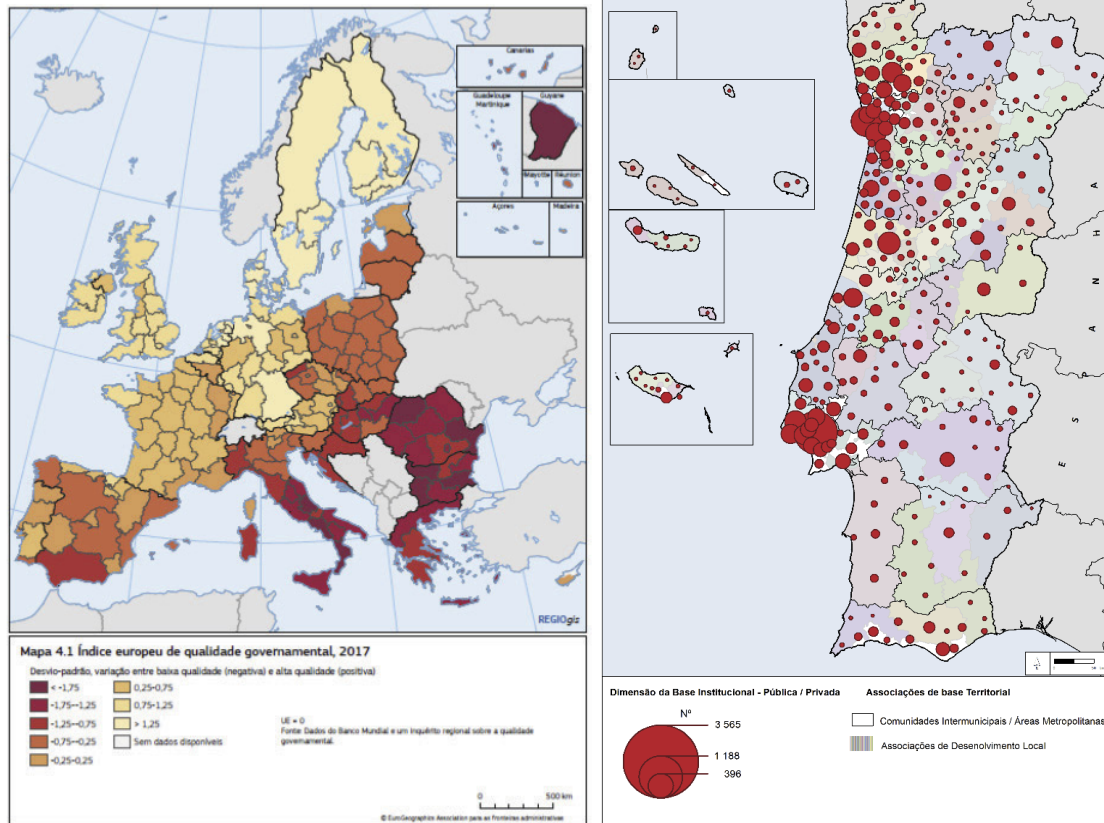 Canarias
Guadeloupe
Martinique
Guyane
Mayotte
Réunion
Açores
Madeira
REGIOgis
Mapa 4.1 Índice europeu de qualidade governamental, 2017
Desvio-padrão, variação entre baixa qualidade (negativa) e alta qualidade (positiva)
< -1,75
-1,75--1,25
-1,25--0,75
-0,75--0,25
-0,25-0,25
0,25-0,75
0,75-1,25
> 1,25
Sem dados disponíveis
UE = 0
Fonte: Dados do Banco Mundial e um inquérito regional sobre a qualidade
governamental.
0 500 km
© EuroGeographics Association para as fronteiras administrativas
ESPANHA
Dimensão da Base Institucional - Pública / Privada
Nº
3 565
1 188
396
Associações de base Territorial
Comunidades Intermunicipais / Áreas Metropolitanas
Associações de Desenolvimento Local